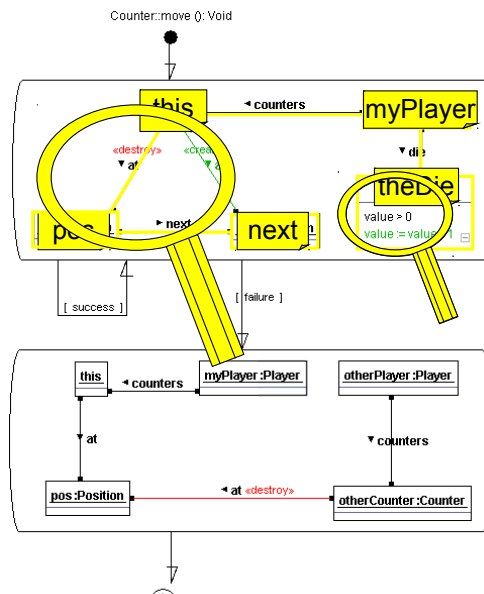 Counter::move (): Void
this
counters
myPlayer
«destroy»
«crea
at
a
die
theDie
value > 0
value := value
1
pos
next
next
[ success ]
[ failure ]
this
counters
myPlayer :Player
otherPlayer :Player
at
counters
pos :Position
at «destroy»
otherCounter :Counter